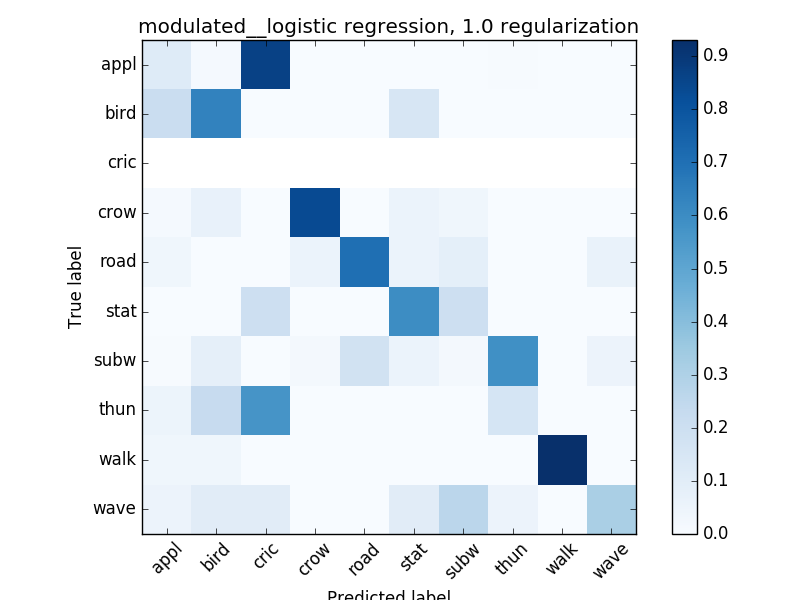 modulated__logistic regression, 1.0 regularization
appl
bird
cric
crow
road
stat
subw
thun
walk
wave
True label
appl bird cric crow road stat subw thun walk wave
Predicted label
0.9
0.8
0.7
0.6
0.5
0.4
0.3
0.2
0.1
0.0